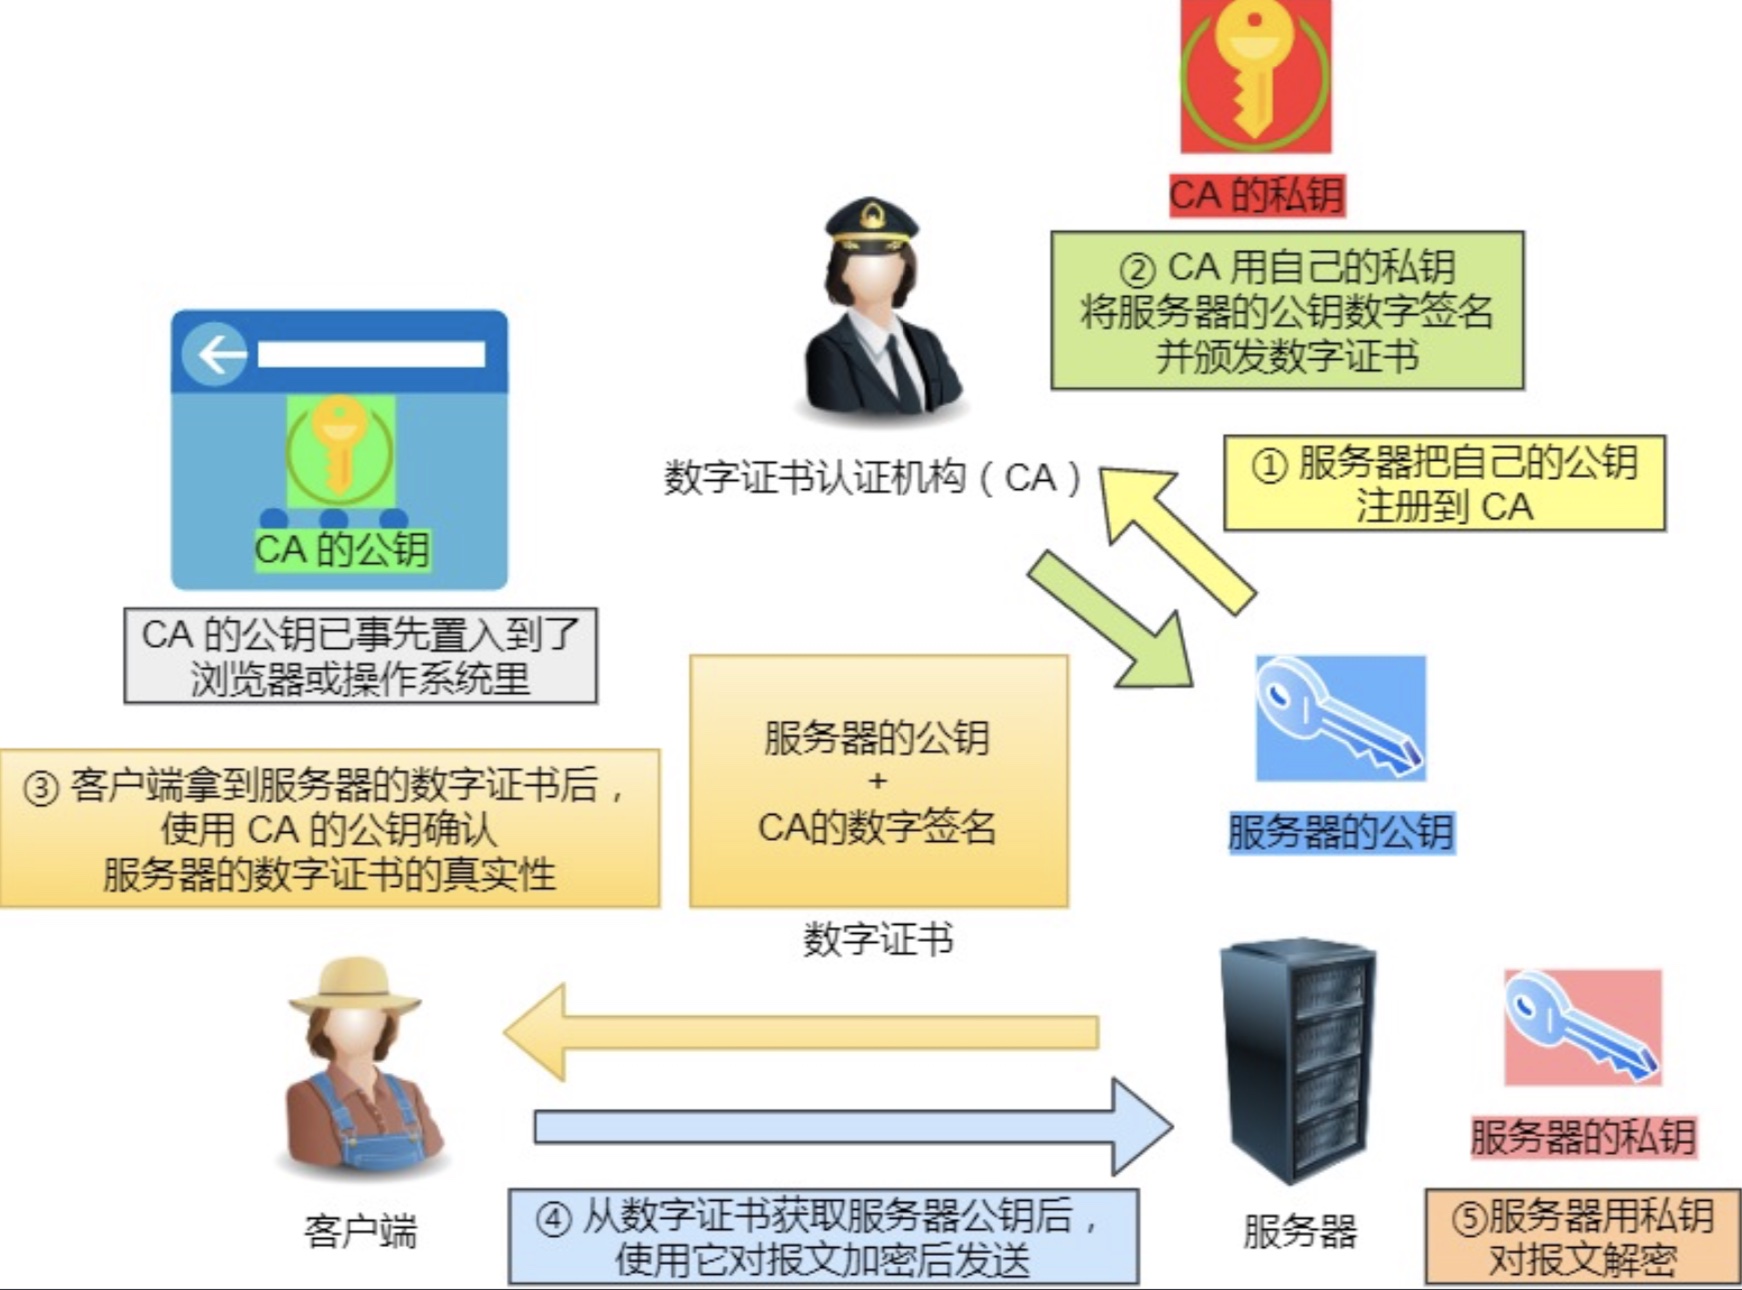 CA 的私钥
② CA 用自己的私钥
将服务器的公钥数字签名
并颁发数字证书
数字证书认证机构（CA）
① 服务器把自己的公钥
注册到 CA
CA 的公钥
CA 的公钥已事先置入到了
浏览器或操作系统里
③ 客户端拿到服务器的数字证书后，
使用 CA 的公钥确认
服务器的数字证书的真实性
服务器的公钥
+
CA的数字签名
数字证书
服务器的公钥
服务器的私钥
客户端
④ 从数字证书获取服务器公钥后，
使用它对报文加密后发送
服务器
⑤服务器用私钥
对报文解密